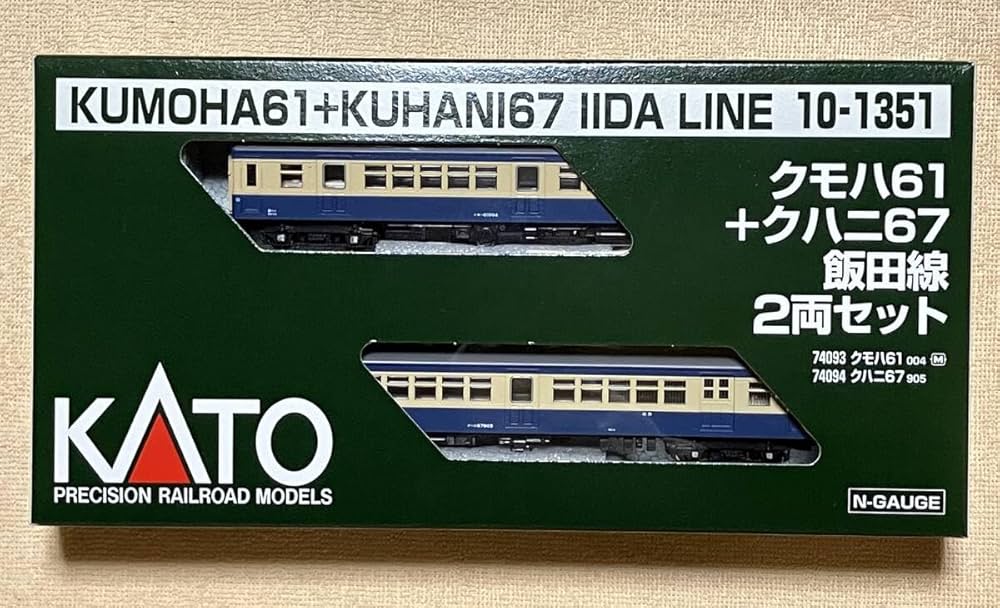 KUMOHA61+KUHANI67 IIDA LINE 10-1351
クモハ61
+クハニ67
飯田線
2両セット
74093 クモハ61 004 M
74094 クハニ67 905
KATO
PRECISION RAILROAD MODELS
N-GAUGE